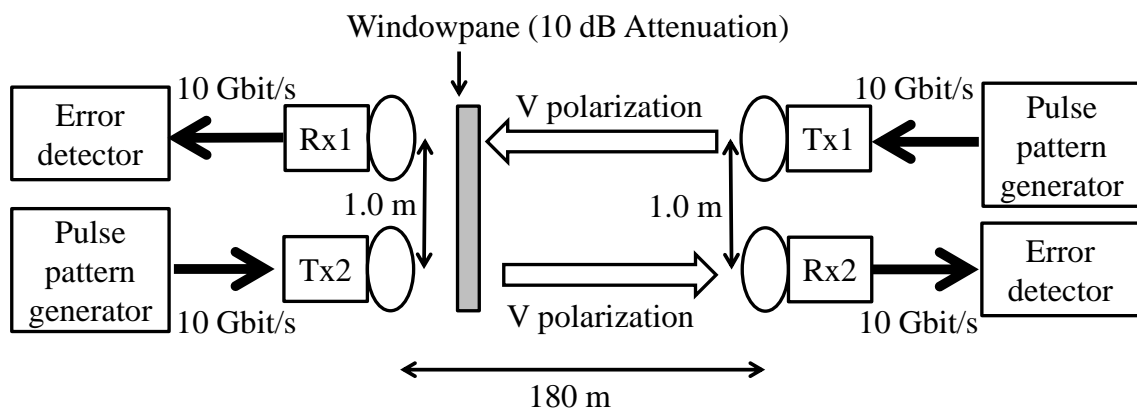 Windowpane (10 dB Attenuation)
10 Gbit/s
Error
detector
Rx1
V polarization
Tx1
10 Gbit/s
Pulse
pattern
generator
1.0 m
1.0 m
Pulse
pattern
generator
10 Gbit/s
Tx2
V polarization
Rx2
10 Gbit/s
Error
detector
180 m